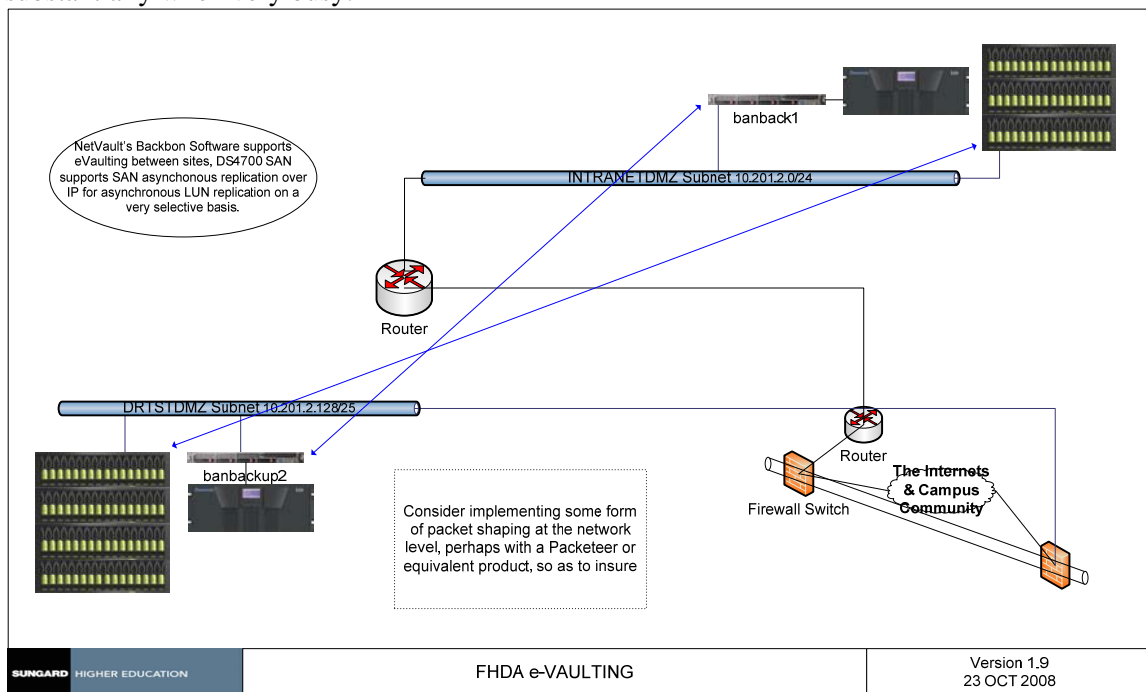 banback1
NetVault's Backbon Software supports
eVaulting between sites, DS4700 SAN
supports SAN asynchonous replication over
IP for asynchronous LUN replication on a
very selective basis.
INTRANETDMZ Subnet 10.201.2.0/24
Router
DRTSTDMZ Subnet 10.201.2.128/25
banbackup2
Router
The Internets
& Campus
Community
Firewall Switch
Consider implementing some form
of packet shaping at the network
level, perhaps with a Packeteer or
equivalent product, so as to insure
SUNGARD HIGHER EDUCATION
FHDA e-VAULTING
Version 1.9
23 OCT 2008